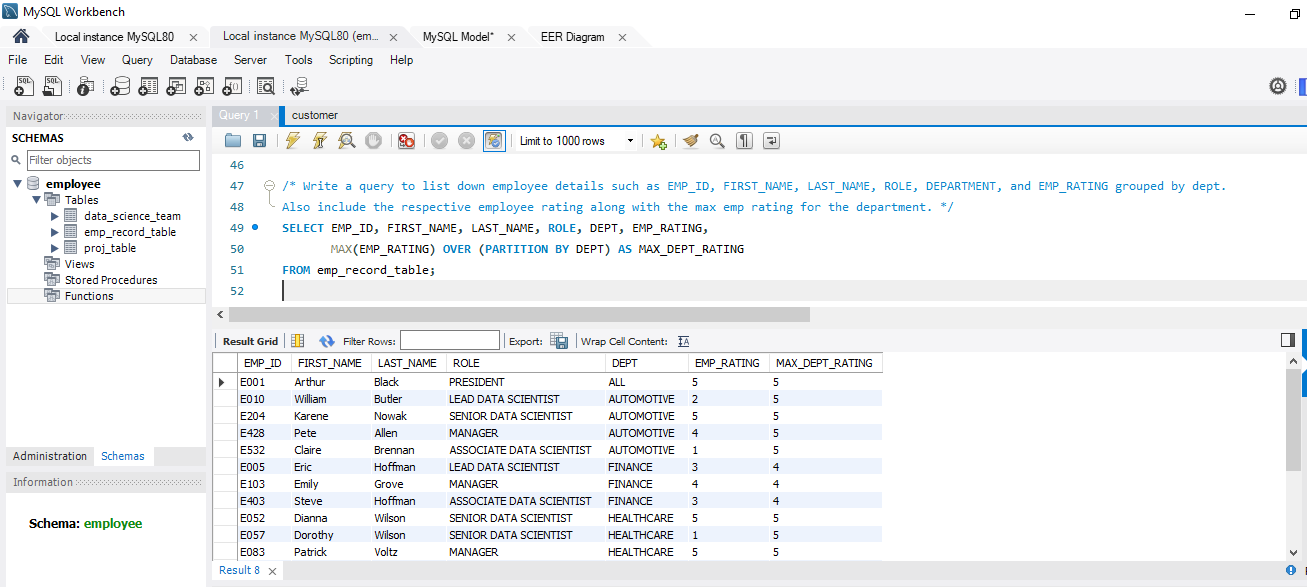 MySQL Workbench
Local instance MySQL80 × Local instance MySQL80 (emp... × MySQL Model* × EER Diagram ×
File Edit View Query Database Server Tools Scripting Help
Navigator
SCHEMAS
Filter objects
employee
Tables
data_science_team
emp_record_table
proj_table
Views
Stored Procedures
Functions
Administration Schemas
Information
Schema: employee
Query 1 × customer
Limit to 1000 rows
46
47 /* Write a query to list down employee details such as EMP_ID, FIRST_NAME, LAST_NAME, ROLE, DEPARTMENT, and EMP_RATING grouped by dept.
48 Also include the respective employee rating along with the max emp rating for the department. */
49 SELECT EMP_ID, FIRST_NAME, LAST_NAME, ROLE, DEPT, EMP_RATING,
50 MAX(EMP_RATING) OVER (PARTITION BY DEPT) AS MAX_DEPT_RATING
51 FROM emp_record_table;
52
Result Grid Filter Rows: Export: Wrap Cell Content:
EMP_ID FIRST_NAME LAST_NAME ROLE DEPT EMP_RATING MAX_DEPT_RATING
E001 Arthur Black PRESIDENT ALL 5 5
E010 William Butler LEAD DATA SCIENTIST AUTOMOTIVE 2 5
E204 Karene Nowak SENIOR DATA SCIENTIST AUTOMOTIVE 5 5
E428 Pete Allen MANAGER AUTOMOTIVE 4 5
E532 Claire Brennan ASSOCIATE DATA SCIENTIST AUTOMOTIVE 1 5
E005 Eric Hoffman LEAD DATA SCIENTIST FINANCE 3 4
E103 Emily Grove MANAGER FINANCE 4 4
E403 Steve Hoffman ASSOCIATE DATA SCIENTIST FINANCE 3 4
E052 Dianna Wilson SENIOR DATA SCIENTIST HEALTHCARE 5 5
E057 Dorothy Wilson SENIOR DATA SCIENTIST HEALTHCARE 1 5
E083 Patrick Voltz MANAGER HEALTHCARE 5 5
Result 8 ×